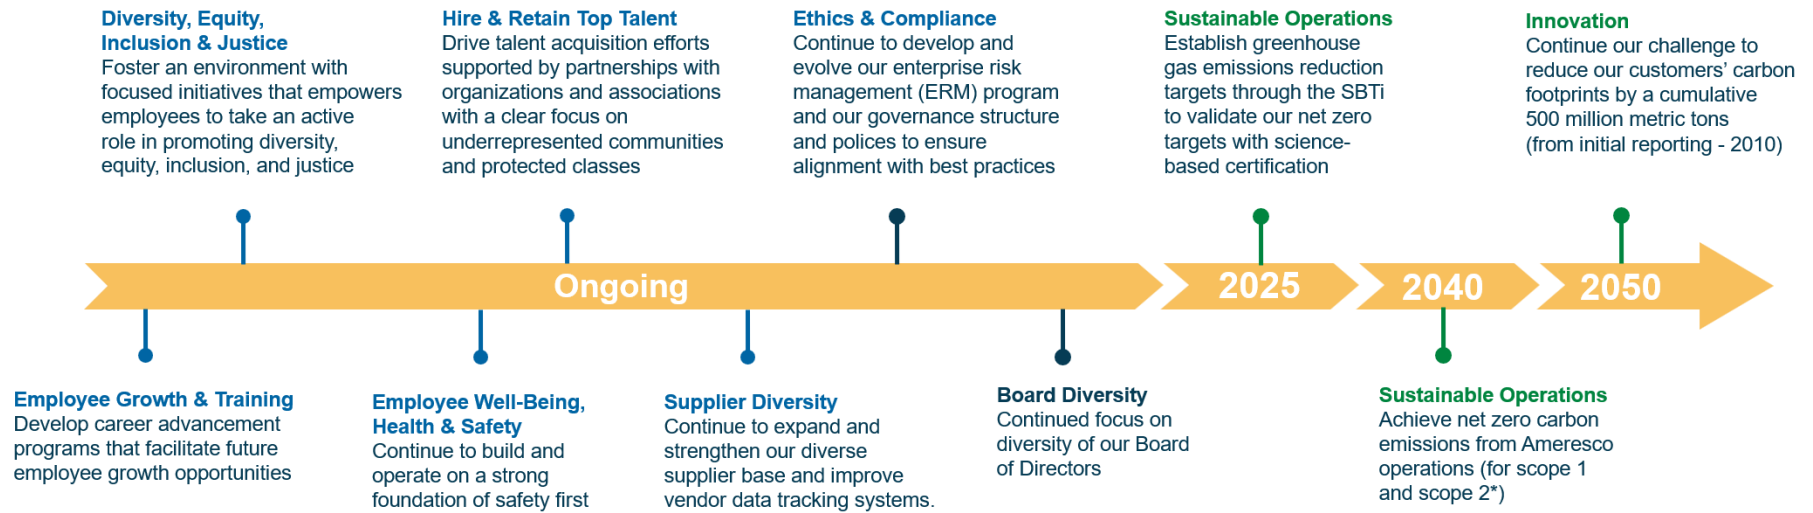 Diversity, Equity,
Inclusion & Justice
Foster an environment with
focused initiatives that empowers
employees to take an active
role in promoting diversity,
equity, inclusion, and justice
Hire & Retain Top Talent
Drive talent acquisition efforts
supported by partnerships with
organizations and associations
with a clear focus on
underrepresented communities
and protected classes
Ethics & Compliance
Continue to develop and
evolve our enterprise risk
management (ERM) program
and our governance structure
and polices to ensure
alignment with best practices
Sustainable Operations
Establish greenhouse
gas emissions reduction
targets through the SBTi
to validate our net zero
targets with science-
based certification
Innovation
Continue our challenge to
reduce our customers’ carbon
footprints by a cumulative
500 million metric tons
(from initial reporting - 2010)
Ongoing
2025
2040
2050
Employee Growth & Training
Develop career advancement
programs that facilitate future
employee growth opportunities
Employee Well-Being,
Health & Safety
Continue to build and
operate on a strong
foundation of safety first
Supplier Diversity
Continue to expand and
strengthen our diverse
supplier base and improve
vendor data tracking systems.
Board Diversity
Continued focus on
diversity of our Board
of Directors
Sustainable Operations
Achieve net zero carbon
emissions from Ameresco
operations (for scope 1
and scope 2*)